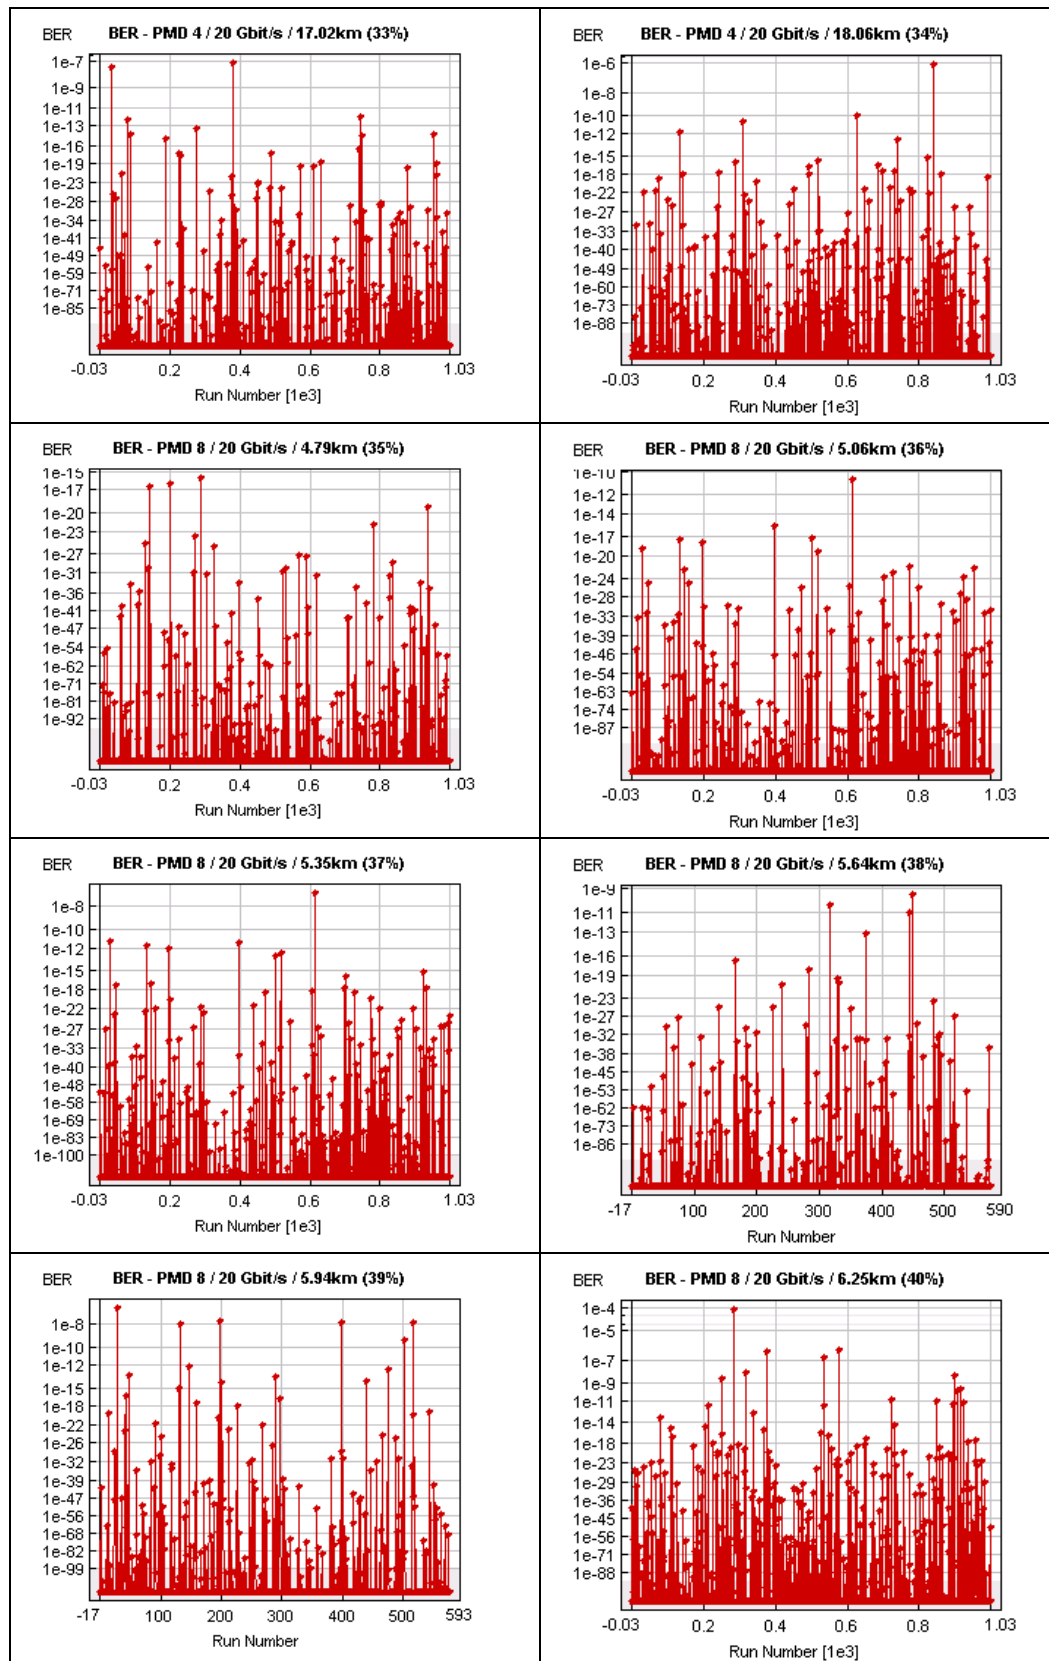 BER BER - PMD 4 / 20 Gbit/s / 17.02km (33%)
1e-7
1e-9
1e-11
1e-13
1e-16
1e-19
1e-23
1e-28
1e-34
1e-41
1e-49
1e-59
1e-71
1e-85
-0.03 0.2 0.4 0.6 0.8 1.03
Run Number [1e3]
BER BER - PMD 4 / 20 Gbit/s / 18.06km (34%)
1e-6
1e-8
1e-10
1e-12
1e-15
1e-18
1e-22
1e-27
1e-33
1e-40
1e-49
1e-60
1e-73
1e-88
-0.03 0.2 0.4 0.6 0.8 1.03
Run Number [1e3]
BER BER - PMD 8 / 20 Gbit/s / 4.79km (35%)
1e-15
1e-17
1e-20
1e-23
1e-27
1e-31
1e-36
1e-41
1e-47
1e-54
1e-62
1e-71
1e-81
1e-92
-0.03 0.2 0.4 0.6 0.8 1.03
Run Number [1e3]
BER BER - PMD 8 / 20 Gbit/s / 5.06km (36%)
1e-10
1e-12
1e-14
1e-17
1e-20
1e-24
1e-28
1e-33
1e-39
1e-46
1e-54
1e-63
1e-74
1e-87
-0.03 0.2 0.4 0.6 0.8 1.03
Run Number [1e3]
BER BER - PMD 8 / 20 Gbit/s / 5.35km (37%)
1e-8
1e-10
1e-12
1e-15
1e-18
1e-22
1e-27
1e-33
1e-40
1e-48
1e-58
1e-69
1e-83
1e-100
-0.03 0.2 0.4 0.6 0.8 1.03
Run Number [1e3]
BER BER - PMD 8 / 20 Gbit/s / 5.64km (38%)
1e-9
1e-11
1e-13
1e-16
1e-19
1e-23
1e-27
1e-32
1e-38
1e-45
1e-53
1e-62
1e-73
1e-86
-17 100 200 300 400 500 590
Run Number
BER BER - PMD 8 / 20 Gbit/s / 5.94km (39%)
1e-8
1e-10
1e-12
1e-15
1e-18
1e-22
1e-26
1e-32
1e-39
1e-47
1e-56
1e-68
1e-82
1e-99
-17 100 200 300 400 500 593
Run Number
BER BER - PMD 8 / 20 Gbit/s / 6.25km (40%)
1e-4
1e-5
1e-7
1e-9
1e-11
1e-14
1e-18
1e-23
1e-29
1e-36
1e-45
1e-56
1e-71
1e-88
-0.03 0.2 0.4 0.6 0.8 1.03
Run Number [1e3]